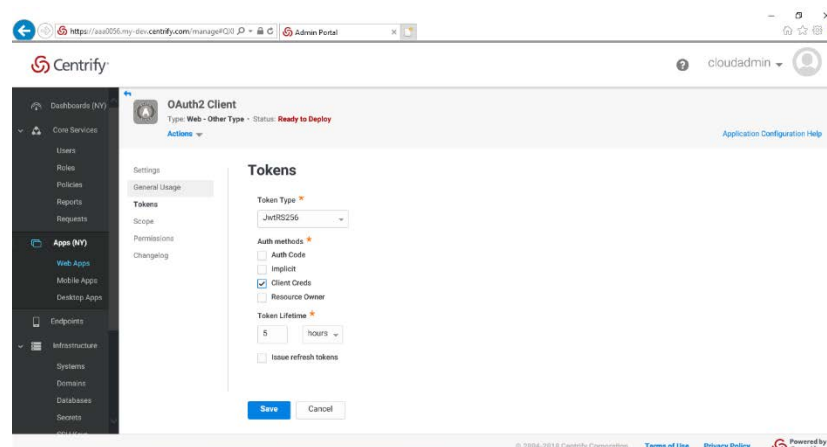 https://aaa0056.my-dev.centrify.com/manage#
Admin Portal
Centrify
cloudadmin
Dashboards (NY)
Core Services
Users
Roles
Policies
Reports
Requests
Apps (NY)
Web Apps
Mobile Apps
Desktop Apps
Endpoints
Infrastructure
Systems
Domains
Databases
Secrets
OAuth2 Client
Type: Web - Other Type • Status: Ready to Deploy
Actions
Application Configuration Help
Settings
General Usage
Tokens
Scope
Permissions
Changelog
Tokens
Token Type *
JwtRS256
Auth methods *
Auth Code
Implicit
Client Creds
Resource Owner
Token Lifetime *
5 hours
Issue refresh tokens
Save Cancel
Centrify Corporation Terms of Use Privacy Policy
Powered by